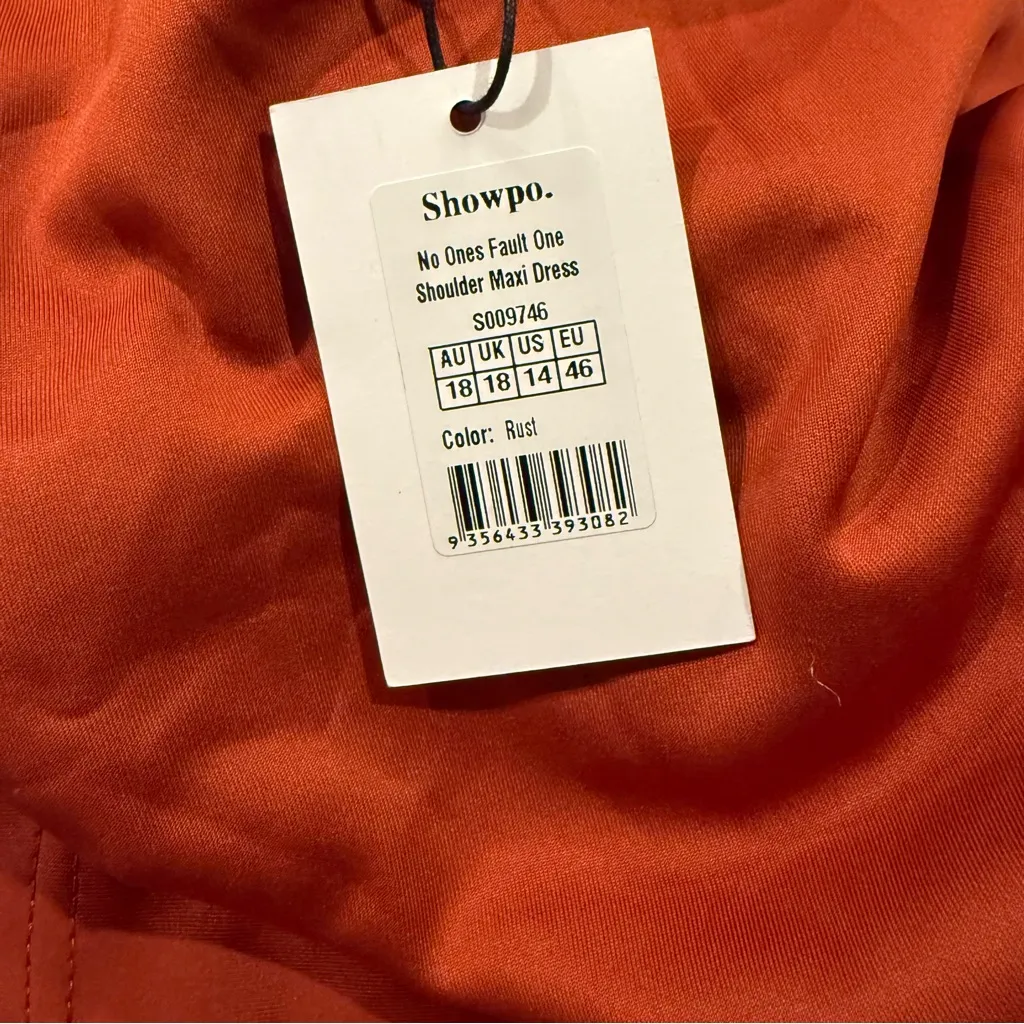 Showpo.
No Ones Fault One
Shoulder Maxi Dress
S009746
AU UK US EU
18 18 14 46
Color: Rust
9 356433 393082